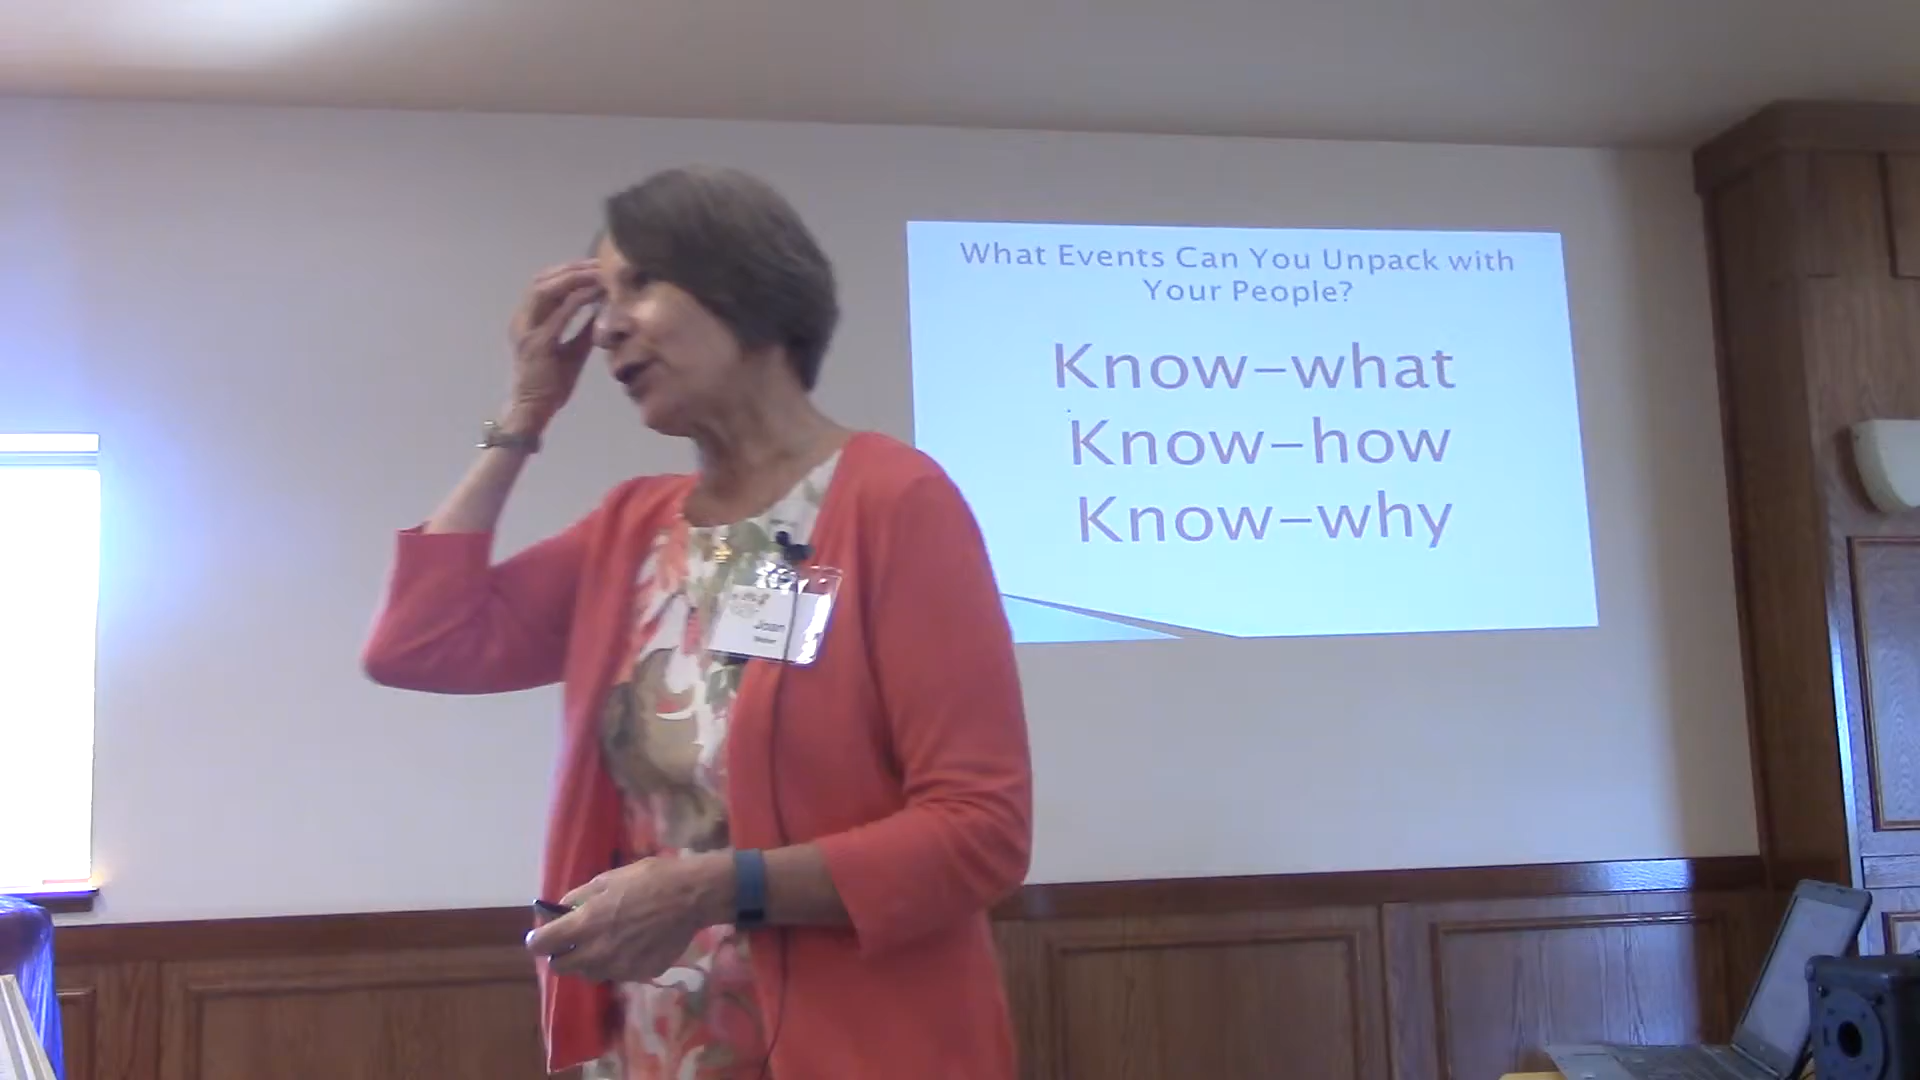 What Events Can You Unpack with
Your People?
Know–what
Know–how
Know–why
Joan